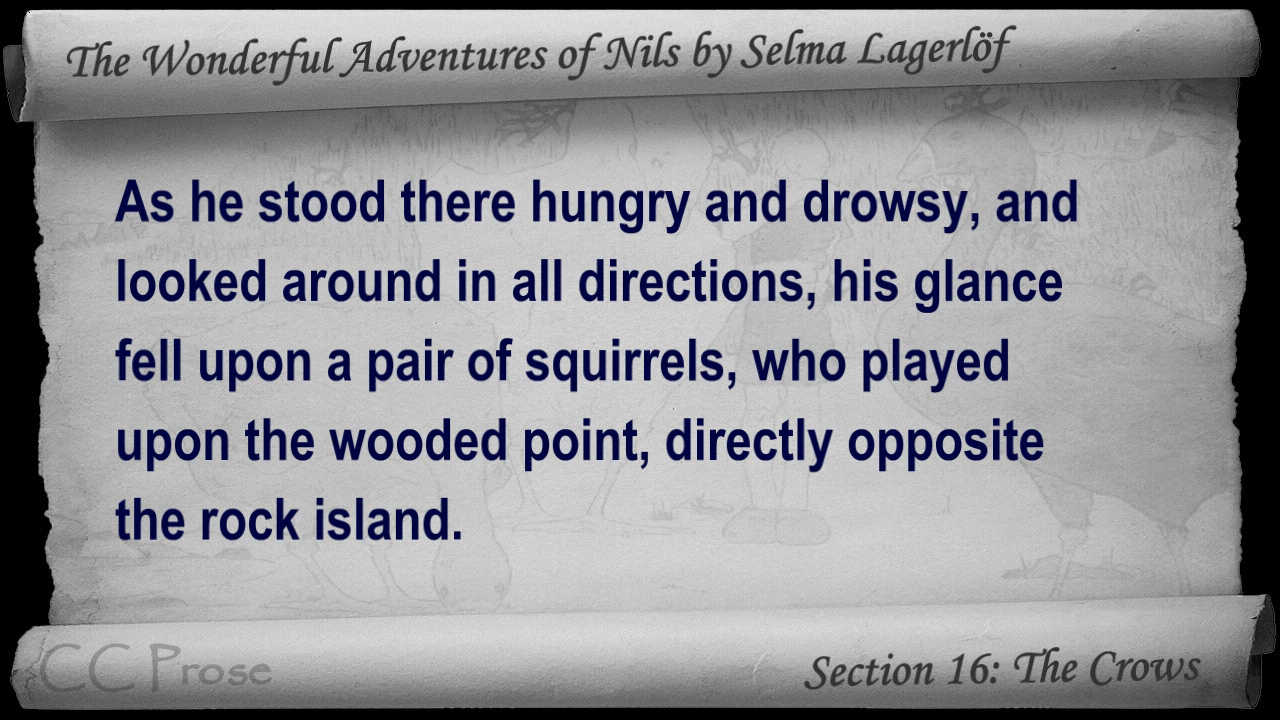 The Wonderful Adventures of Nils by Selma Lagerlöf
As he stood there hungry and drowsy, and
looked around in all directions, his glance
fell upon a pair of squirrels, who played
upon the wooded point, directly opposite
the rock island.
CC Prose
Section 16: The Crows